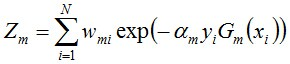 Z_m = \sum_{i=1}^{N} w_{mi} \exp(-\alpha_m y_i G_m(x_i))